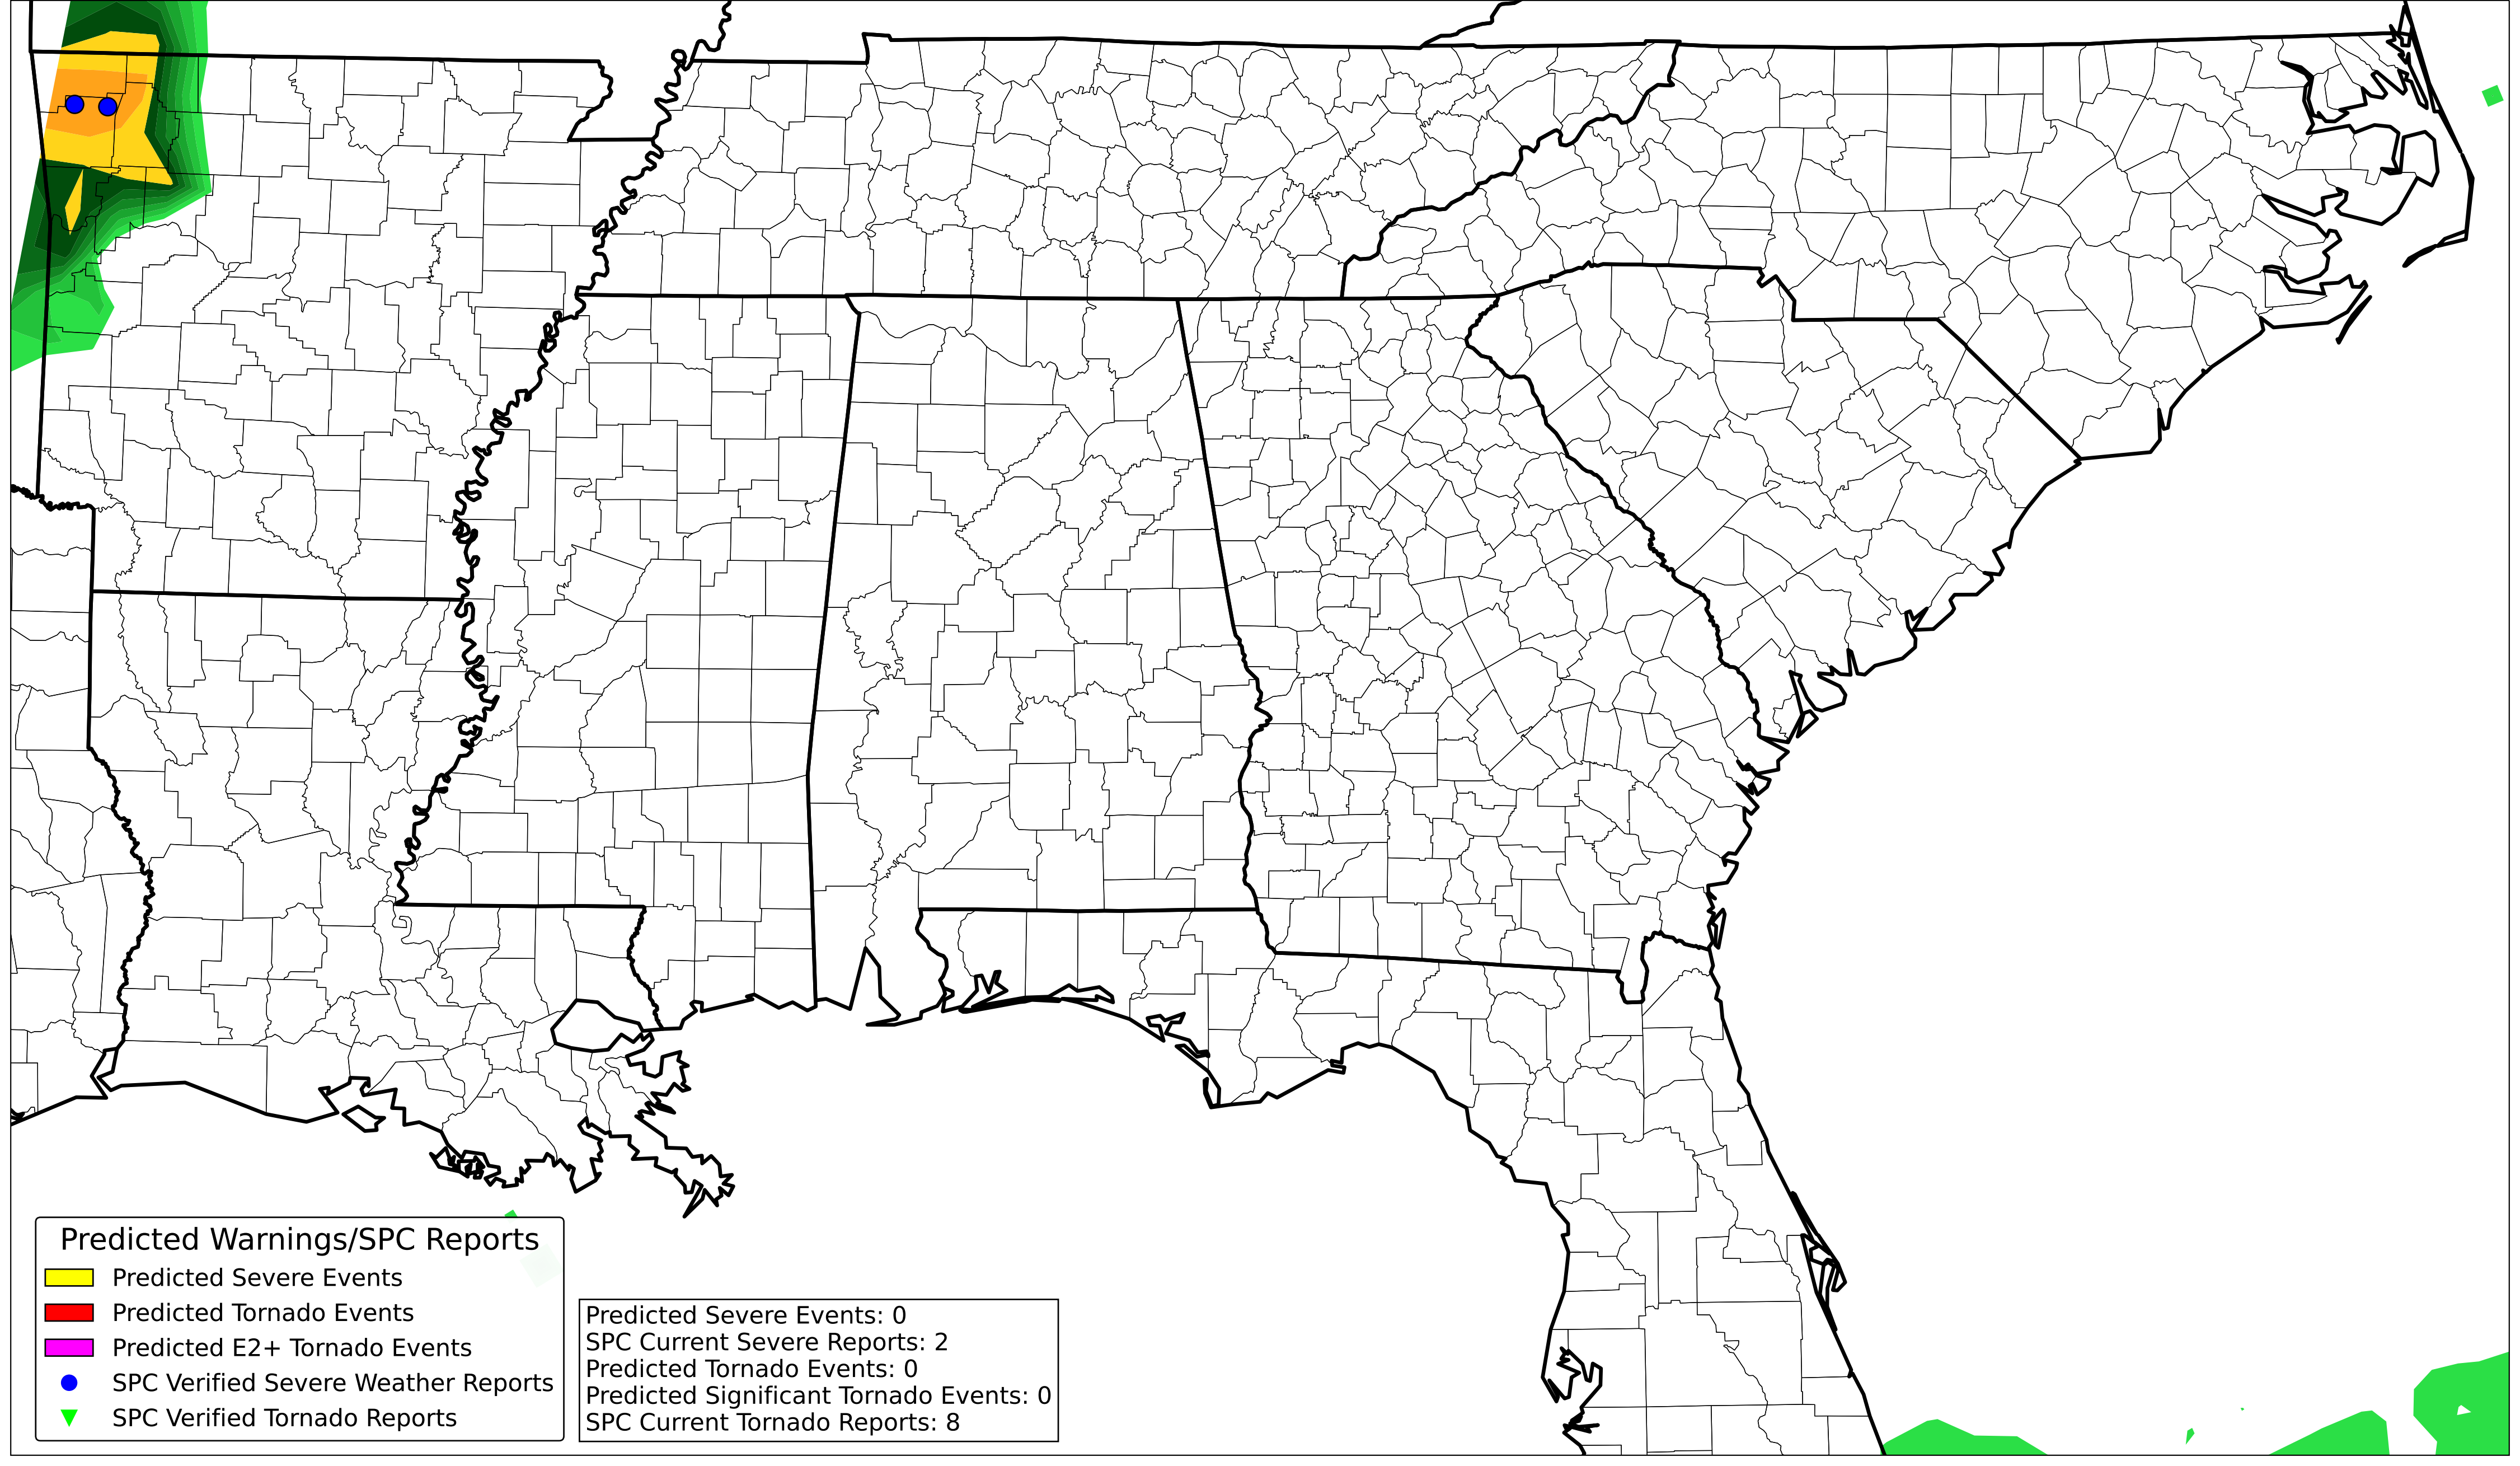 Predicted Warnings/SPC Reports
Predicted Severe Events
Predicted Tornado Events
Predicted E2+ Tornado Events
SPC Verified Severe Weather Reports
SPC Verified Tornado Reports
Predicted Severe Events: 0
SPC Current Severe Reports: 2
Predicted Tornado Events: 0
Predicted Significant Tornado Events: 0
SPC Current Tornado Reports: 8